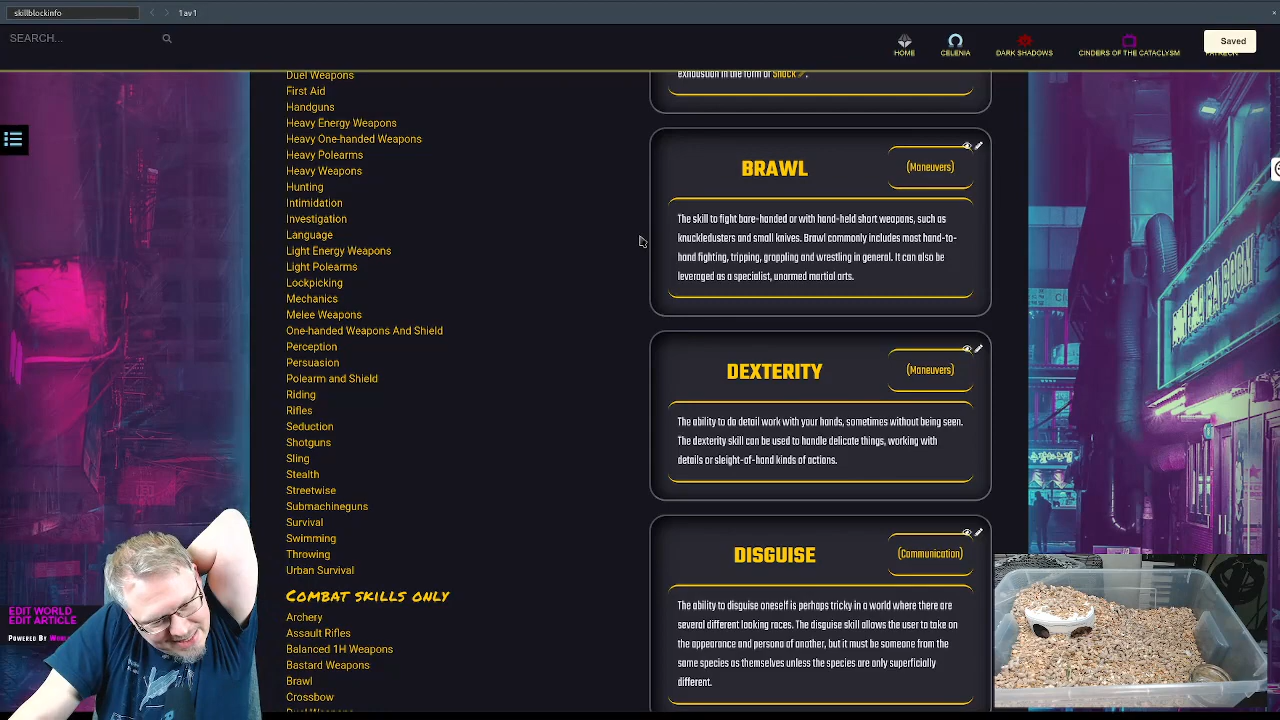 skillblockinfo
1 av 1
SEARCH...
HOME
CELENIA
DARK SHADOWS
CINDERS OF THE CATACLYSM
Saved
Duel Weapons
First Aid
Handguns
Heavy Energy Weapons
Heavy One-handed Weapons
Heavy Polearms
Heavy Weapons
Hunting
Intimidation
Investigation
Language
Light Energy Weapons
Light Polearms
Lockpicking
Mechanics
Melee Weapons
One-handed Weapons And Shield
Perception
Persuasion
Polearm and Shield
Riding
Rifles
Seduction
Shotguns
Sling
Stealth
Streetwise
Submachineguns
Survival
Swimming
Throwing
Urban Survival
COMBAT SKILLS ONLY
Archery
Assault Rifles
Balanced 1H Weapons
Bastard Weapons
Brawl
Crossbow
exhaustion in the form of Shock
BRAWL
(Maneuvers)
The skill to fight bare-handed or with hand-held short weapons, such as
knuckledusters and small knives. Brawl commonly includes most hand-to-
hand fighting, tripping, grappling and wrestling in general. It can also be
leveraged as a specialist, unarmed martial arts.
DEXTERITY
(Maneuvers)
The ability to do detail work with your hands, sometimes without being seen.
The dexterity skill can be used to handle delicate things, working with
details or sleight-of-hand kinds of actions.
DISGUISE
(Communication)
The ability to disguise oneself is perhaps tricky in a world where there are
several different looking races. The disguise skill allows the user to take on
the appearance and persona of another, but it must be someone from the
same species as themselves unless the species are only superficially
different.
EDIT WORLD
EDIT ARTICLE
POWERED BY